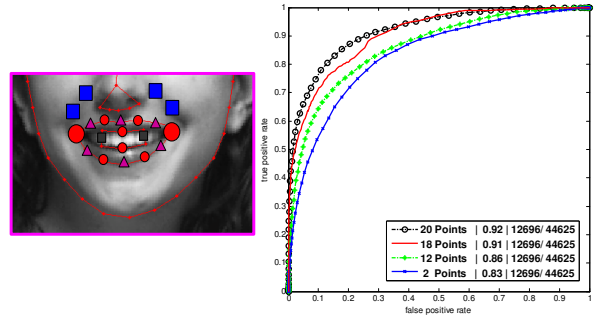 1
0.9
0.8
0.7
0.6
0.5
0.4
0.3
0.2
0.1
0
true positive rate
20 Points | 0.92 | 12696/ 44625
18 Points | 0.91 | 12696/ 44625
12 Points | 0.86 | 12696/ 44625
2 Points | 0.83 | 12696/ 44625
0 0.1 0.2 0.3 0.4 0.5 0.6 0.7 0.8 0.9 1
false positive rate